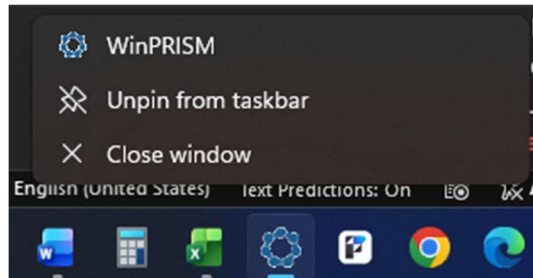 WinPRISM
Unpin from taskbar
Close window
English (United States) Text Predictions: On